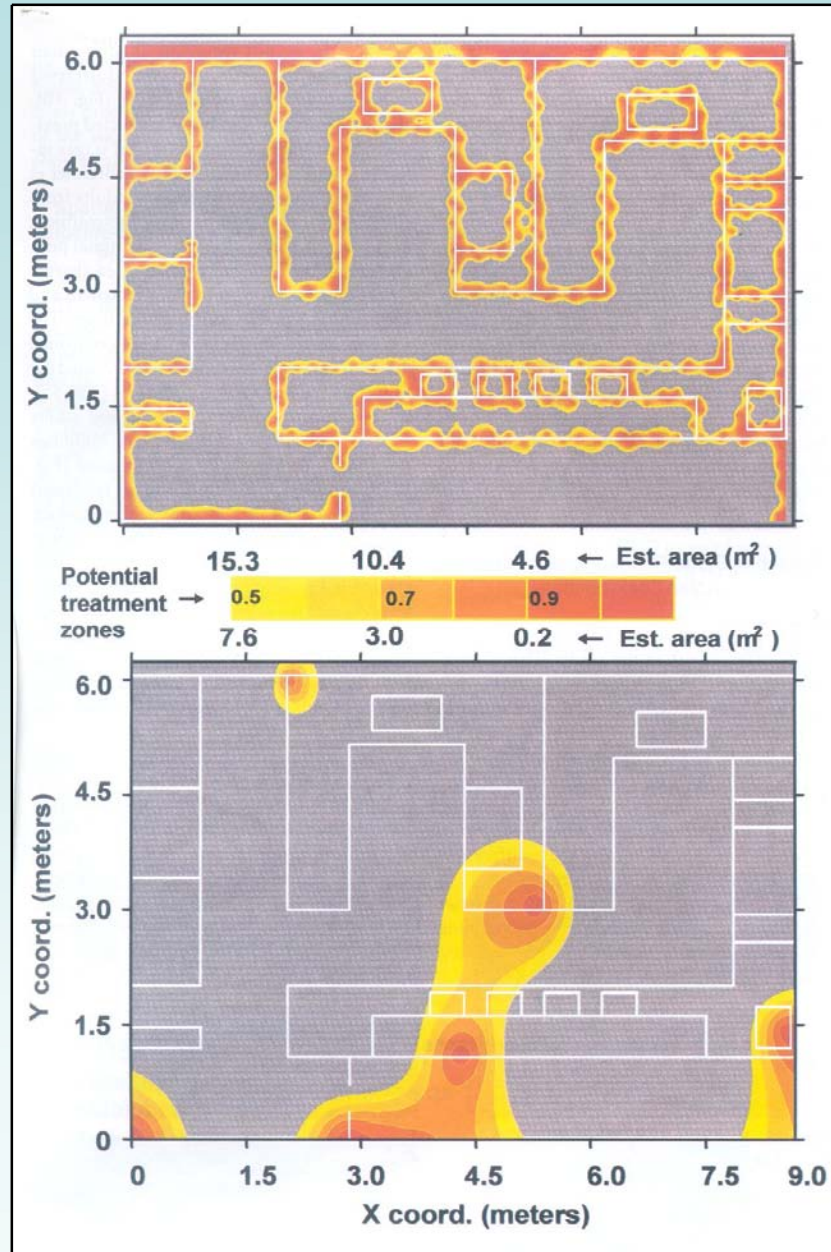 6.0
4.5
3.0
1.5
0
Y coord. (meters)
15.3 10.4 4.6 ← Est. area (m²)
Potential treatment zones →
0.5 0.7 0.9
7.6 3.0 0.2 ← Est. area (m²)
6.0
4.5
3.0
1.5
0
Y coord. (meters)
0 1.5 3.0 4.5 6.0 7.5 9.0
X coord. (meters)